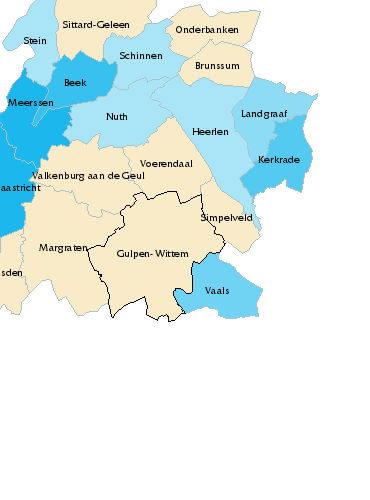 Sittard-Geleen
Onderbanken
Stein
Schinnen
Brunssum
Beek
Meerssen
Landgraaf
Nuth
Heerlen
Kerkrade
Voerendaal
Valkenburg aan de Geul
aastricht
Simpelveld
Margraten
Gulpen- Wittem
sden
Vaals